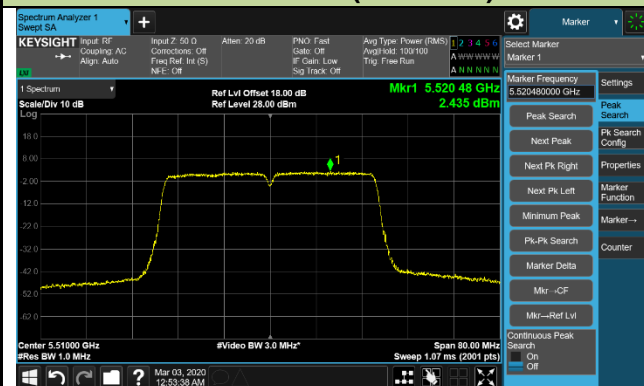 Spectrum Analyzer 1
Swept SA
+
Marker
KEYSIGHT
Input: RF
Coupling: AC
Align: Auto
Input Z: 50 Ω
Corrections: Off
Freq Ref: Int (S)
NFE: Off
Atten: 20 dB
PNO: Fast
Gate: Off
IF Gain: Low
Sig Track: Off
Avg Type: Power (RMS)
Avg|Hold: 100/100
Trig: Free Run
1 2 3 4 5 6
A W W W W W
A N N N N N
LXI
Select Marker
Marker 1
1 Spectrum
Scale/Div 10 dB
Log
Ref Lvl Offset 18.00 dB
Ref Level 28.00 dBm
Mkr1 5.520 48 GHz
2.435 dBm
18.0
8.00
-2.00
-12.0
-22.0
-32.0
-42.0
-52.0
-62.0
1
Center 5.51000 GHz
#Res BW 1.0 MHz
#Video BW 3.0 MHz*
Span 80.00 MHz
Sweep 1.07 ms (2001 pts)
Marker Frequency
5.520480000 GHz
Peak Search
Next Peak
Next Pk Right
Next Pk Left
Minimum Peak
Pk-Pk Search
Marker Delta
Mkr→CF
Mkr→Ref Lvl
Continuous Peak
Search
On
Off
Settings
Peak
Search
Pk Search
Config
Properties
Marker
Function
Marker→
Counter
?
Mar 03, 2020
12:53:38 AM